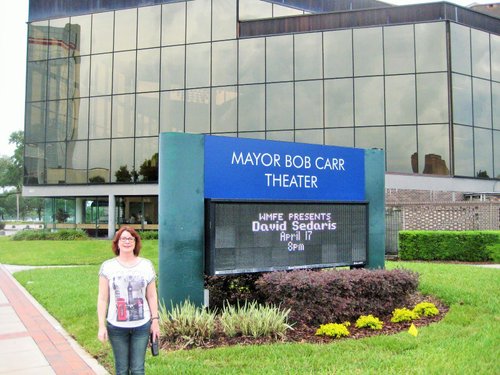 MAYOR BOB CARR
THEATER
WMFE PRESENTS
David Sedaris
April 17
8pm